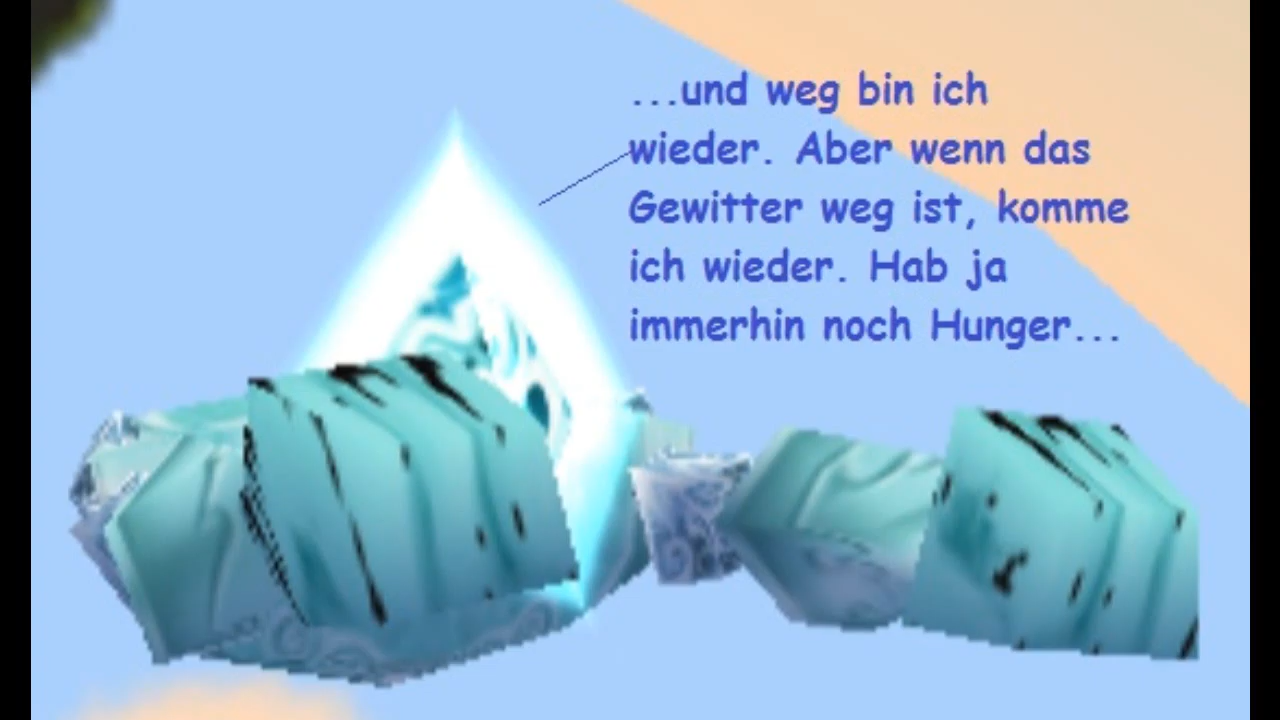 ...und weg bin ich
wieder. Aber wenn das
Gewitter weg ist, komme
ich wieder. Hab ja
immerhin noch Hunger...